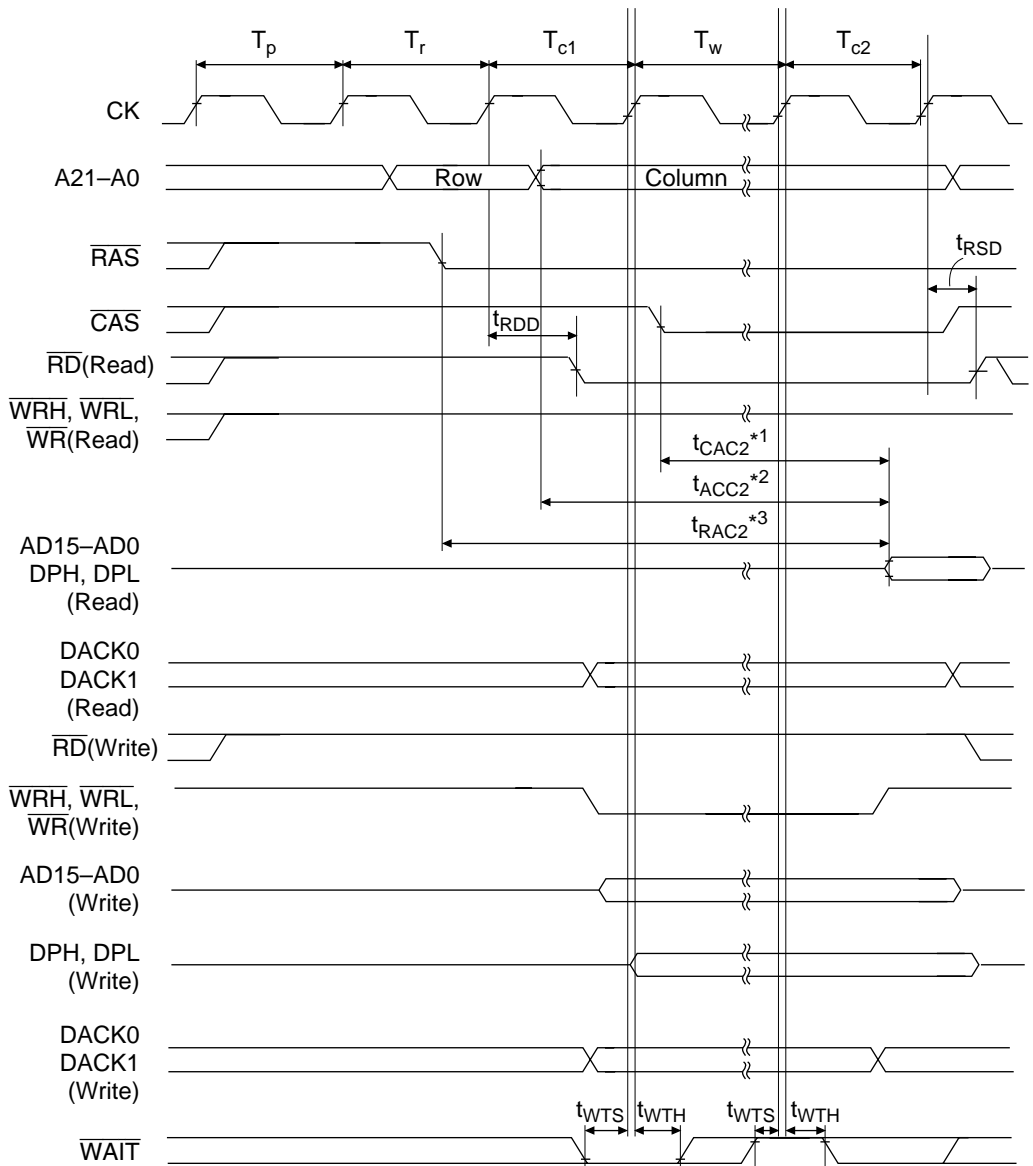 Tp Tr Tc1 Tw Tc2
CK
A21–A0 Row Column
RAS tRSD
CAS tRDD
RD(Read)
WRH, WRL,
WR(Read)
tCAC2*1
tACC2*2
tRAC2*3
AD15–AD0
DPH, DPL
(Read)
DACK0
DACK1
(Read)
RD(Write)
WRH, WRL,
WR(Write)
AD15–AD0
(Write)
DPH, DPL
(Write)
DACK0
DACK1
(Write)
tWTS tWTH tWTS tWTH
WAIT